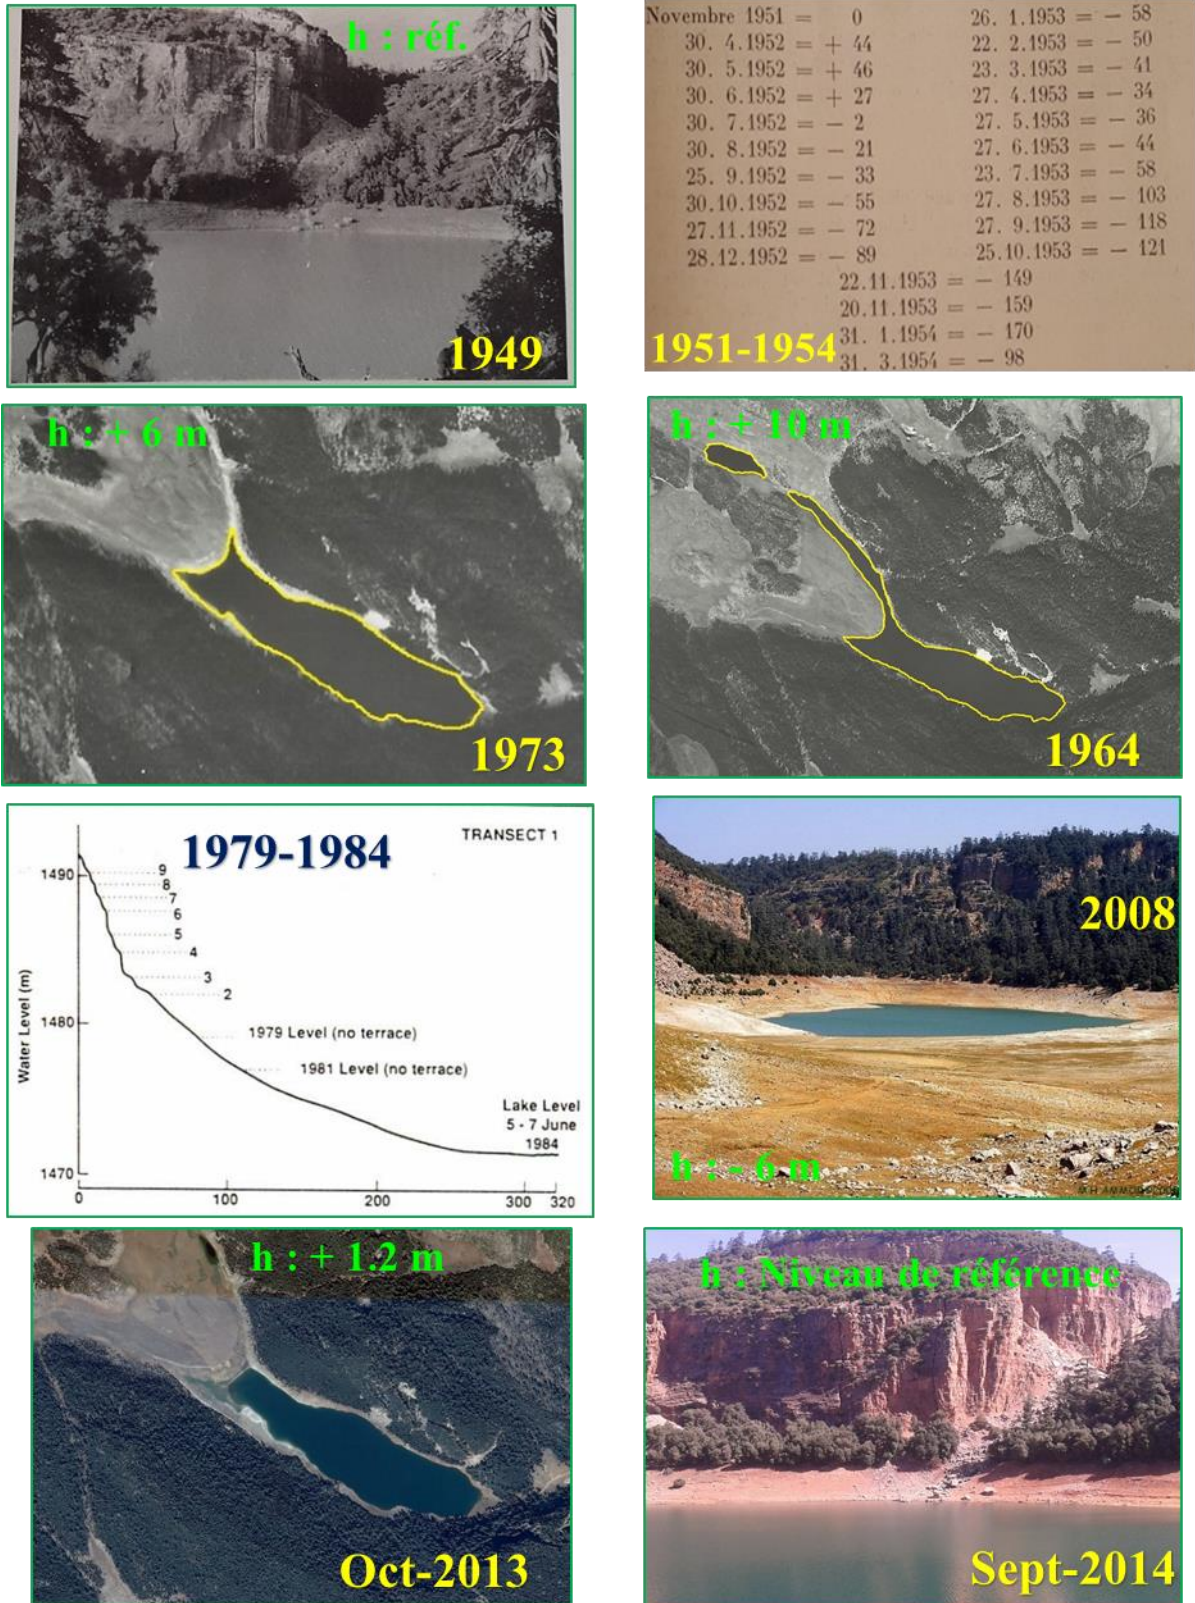 h : réf.
1949
Novembre 1951 = 0
30. 4.1952 = + 44
30. 5.1952 = + 46
30. 6.1952 = + 27
30. 7.1952 = — 2
30. 8.1952 = — 21
25. 9.1952 = — 33
30.10.1952 = — 55
27.11.1952 = — 72
28.12.1952 = — 89
26. 1.1953 = — 58
22. 2.1953 = — 50
23. 3.1953 = — 41
27. 4.1953 = — 34
27. 5.1953 = — 36
27. 6.1953 = — 44
23. 7.1953 = — 58
27. 8.1953 = — 103
27. 9.1953 = — 118
25.10.1953 = — 121
22.11.1953 = — 149
20.11.1953 = — 159
31. 1.1954 = — 170
31. 3.1954 = — 98
1951-1954
h : + 6 m
1973
h : + 10 m
1964
1979-1984
TRANSECT 1
Water Level (m)
1490
1480
1470
9
8
7
6
5
4
3
2
1979 Level (no terrace)
1981 Level (no terrace)
Lake Level
5 - 7 June
1984
0
100
200
300
320
2008
h : - 6 m
h : + 1.2 m
Oct-2013
h : Niveau de référence
Sept-2014